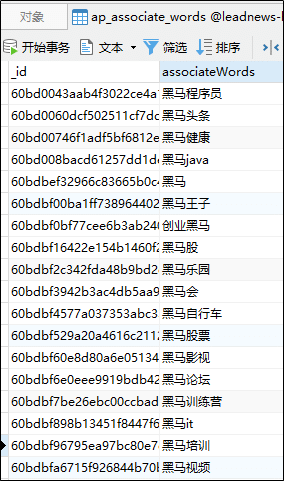 对象 ap_associate_words @leadnews-
开始事务 文本 筛选 排序
_id associateWords
60bd0043aab4f3022ce4a 黑马程序员
60bd0060dcf502511cf7dc 黑马头条
60bd00746f1adf5bf6812e 黑马健康
60bd008bacd61257dd1d 黑马java
60bdbef32966c83665b0c 黑马
60bdbf00ba1ff738964402 黑马王子
60bdbf0bf77cee6b3ab240 创业黑马
60bdbf16422e154b1460f2 黑马股
60bdbf2c342fda48b9bd2 黑马乐园
60bdbf3942b3ac4db5aa9 黑马会
60bdbf4577a037353abc3 黑马自行车
60bdbf529a20a4616c2112 黑马股票
60bdbf60e8d80a6e05134 黑马影视
60bdbf6e0eee9919bdb42 黑马论坛
60bdbf7be26ebc00ccbad 黑马训练营
60bdbf898b13451f8447f6 黑马it
60bdbf96795ea97bc80e7 黑马培训
60bdbfa6715f926844b70 黑马视频